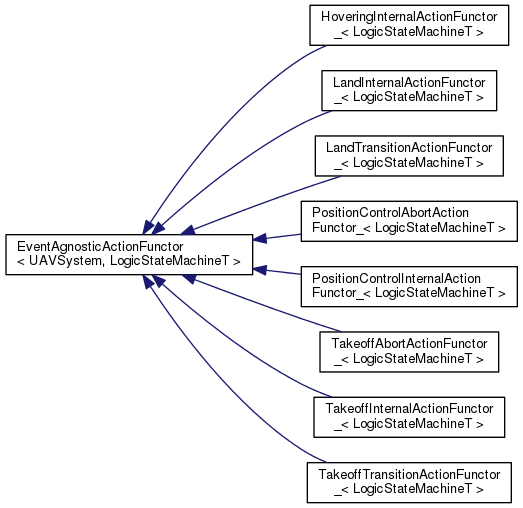 HoveringInternalActionFunctor
_< LogicStateMachineT >
LandInternalActionFunctor
_< LogicStateMachineT >
LandTransitionActionFunctor
_< LogicStateMachineT >
PositionControlAbortAction
Functor_< LogicStateMachineT >
EventAgnosticActionFunctor
< UAVSystem, LogicStateMachineT >
PositionControlInternalAction
Functor_< LogicStateMachineT >
TakeoffAbortActionFunctor
_< LogicStateMachineT >
TakeoffInternalActionFunctor
_< LogicStateMachineT >
TakeoffTransitionActionFunctor
_< LogicStateMachineT >